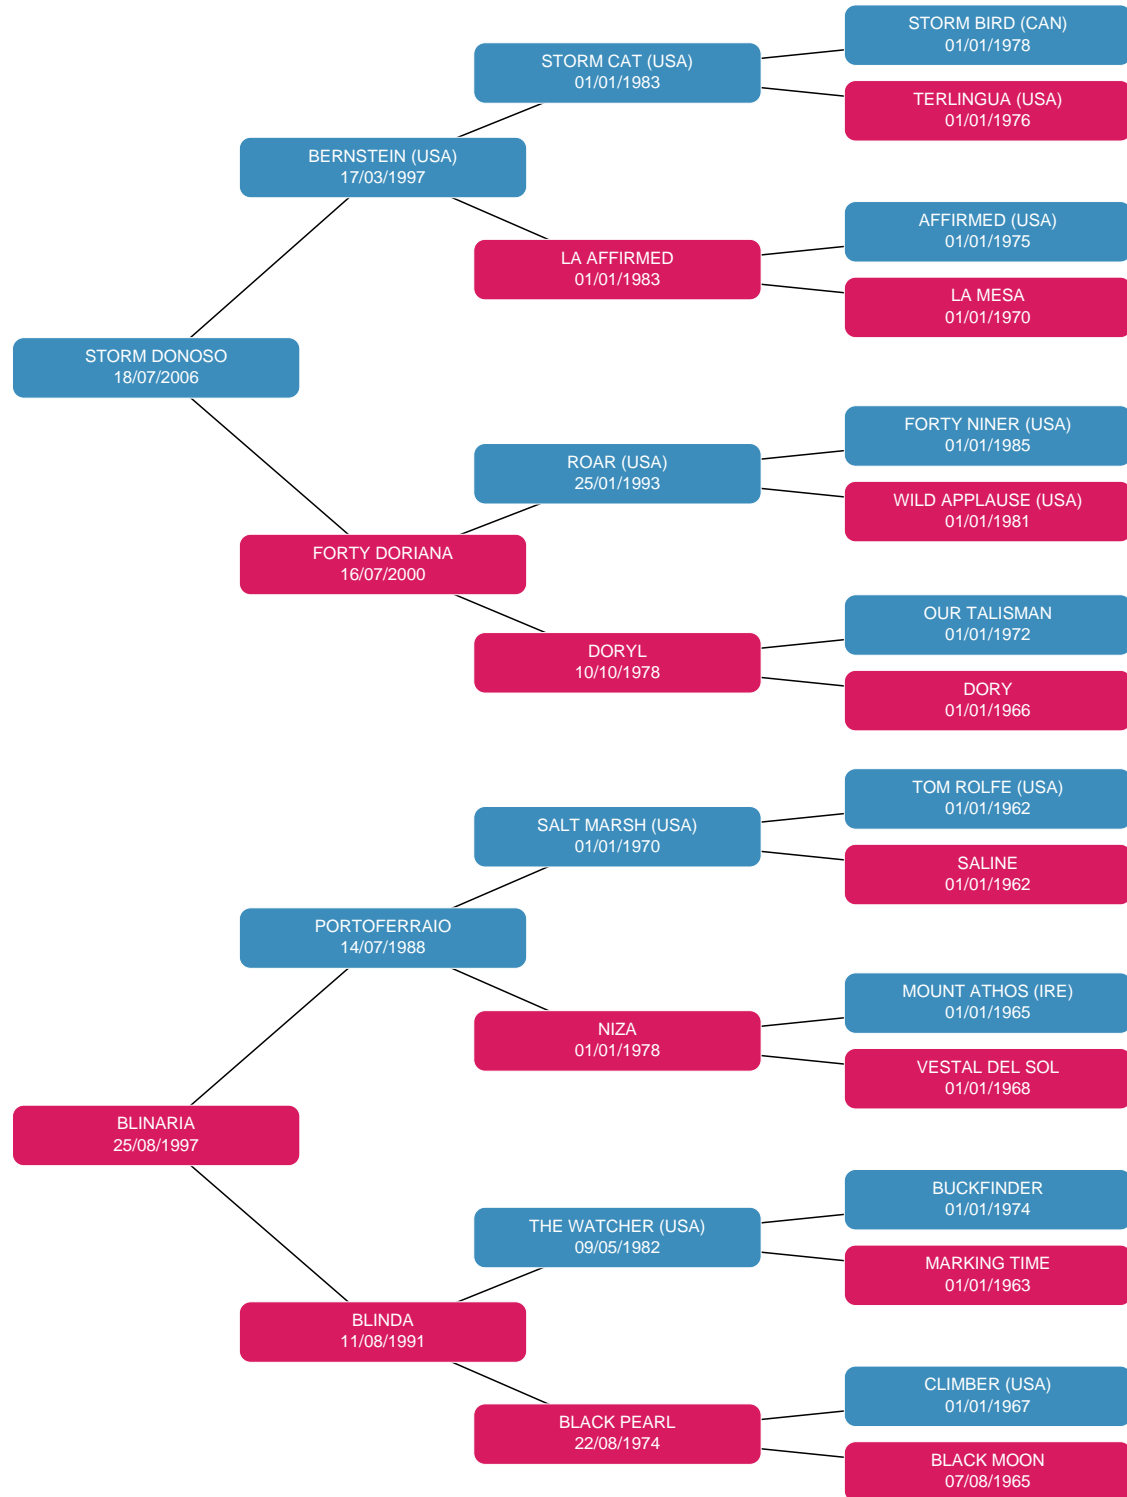 STORM BIRD (CAN)
01/01/1978
STORM CAT (USA)
01/01/1983
TERLINGUA (USA)
01/01/1976
BERNSTEIN (USA)
17/03/1997
AFFIRMED (USA)
01/01/1975
LA AFFIRMED
01/01/1983
LA MESA
01/01/1970
STORM DONOSO
18/07/2006
FORTY NINER (USA)
01/01/1985
ROAR (USA)
25/01/1993
WILD APPLAUSE (USA)
01/01/1981
FORTY DORIANA
16/07/2000
OUR TALISMAN
01/01/1972
DORYL
10/10/1978
DORY
01/01/1966
TOM ROLFE (USA)
01/01/1962
SALT MARSH (USA)
01/01/1970
SALINE
01/01/1962
PORTOFERRAIO
14/07/1988
MOUNT ATHOS (IRE)
01/01/1965
NIZA
01/01/1978
VESTAL DEL SOL
01/01/1968
BLINARIA
25/08/1997
BUCKFINDER
01/01/1974
THE WATCHER (USA)
09/05/1982
MARKING TIME
01/01/1963
BLINDA
11/08/1991
CLIMBER (USA)
01/01/1967
BLACK PEARL
22/08/1974
BLACK MOON
07/08/1965